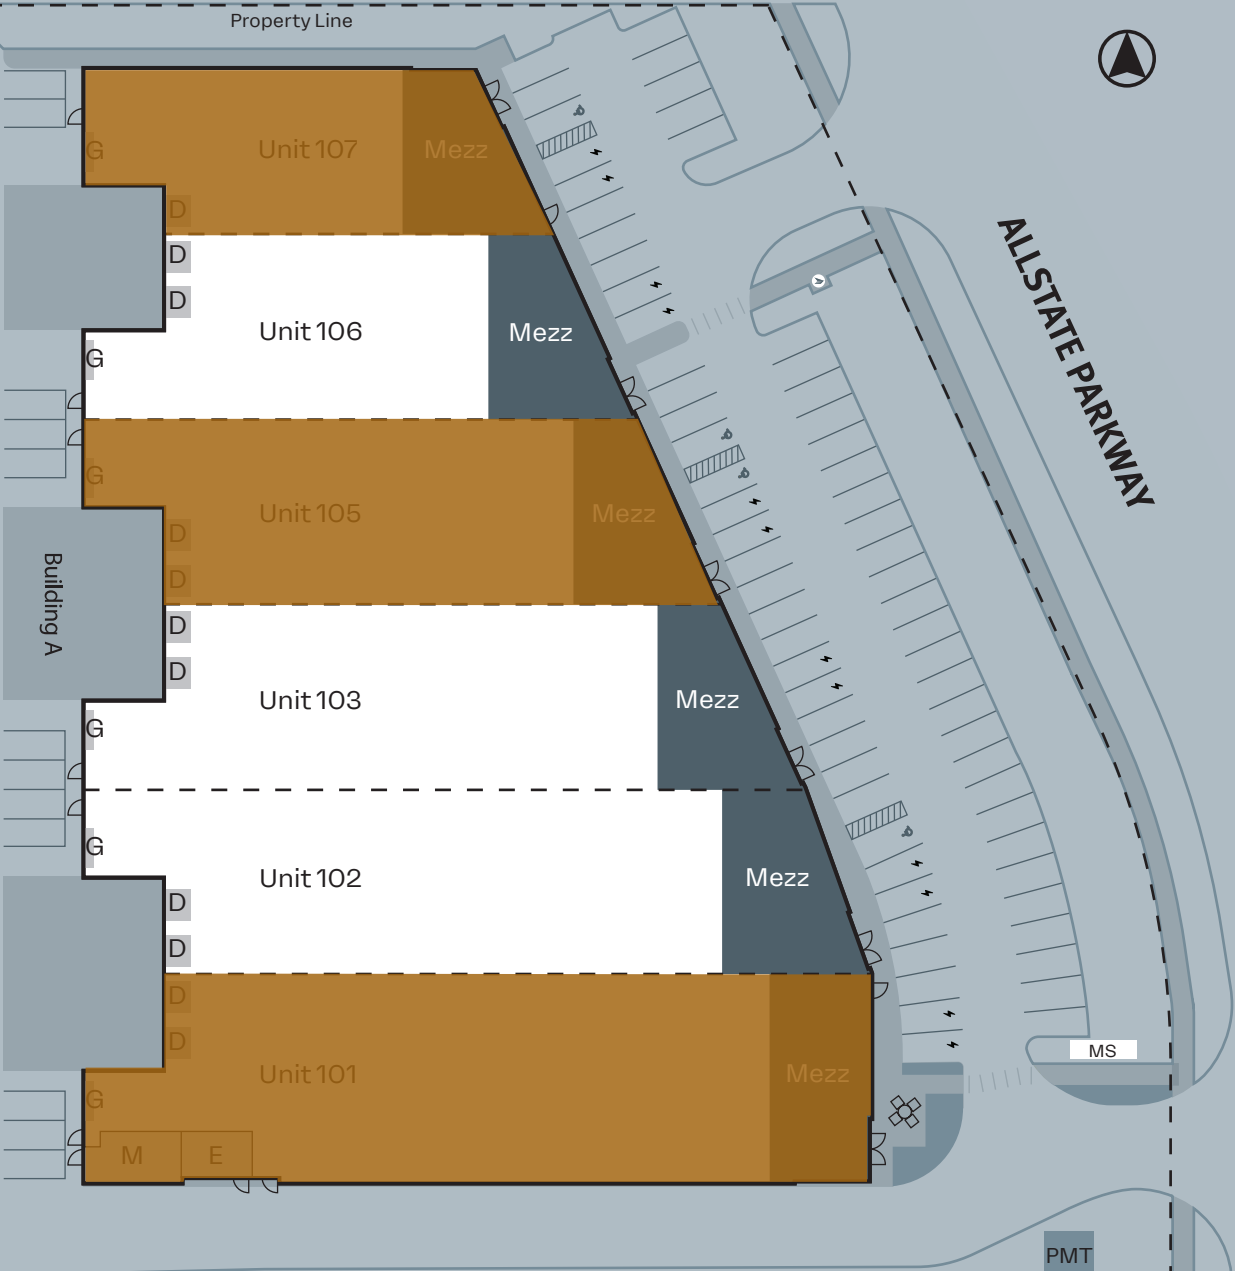 Property Line
G
Unit 107
Mezz
D
D
D
Unit 106
Mezz
G
ALLSTATE PARKWAY
G
Unit 105
Mezz
D
D
Building A
D
D
Unit 103
Mezz
G
G
Unit 102
Mezz
D
D
D
D
Unit 101
Mezz
G
MS
M
E
PMT